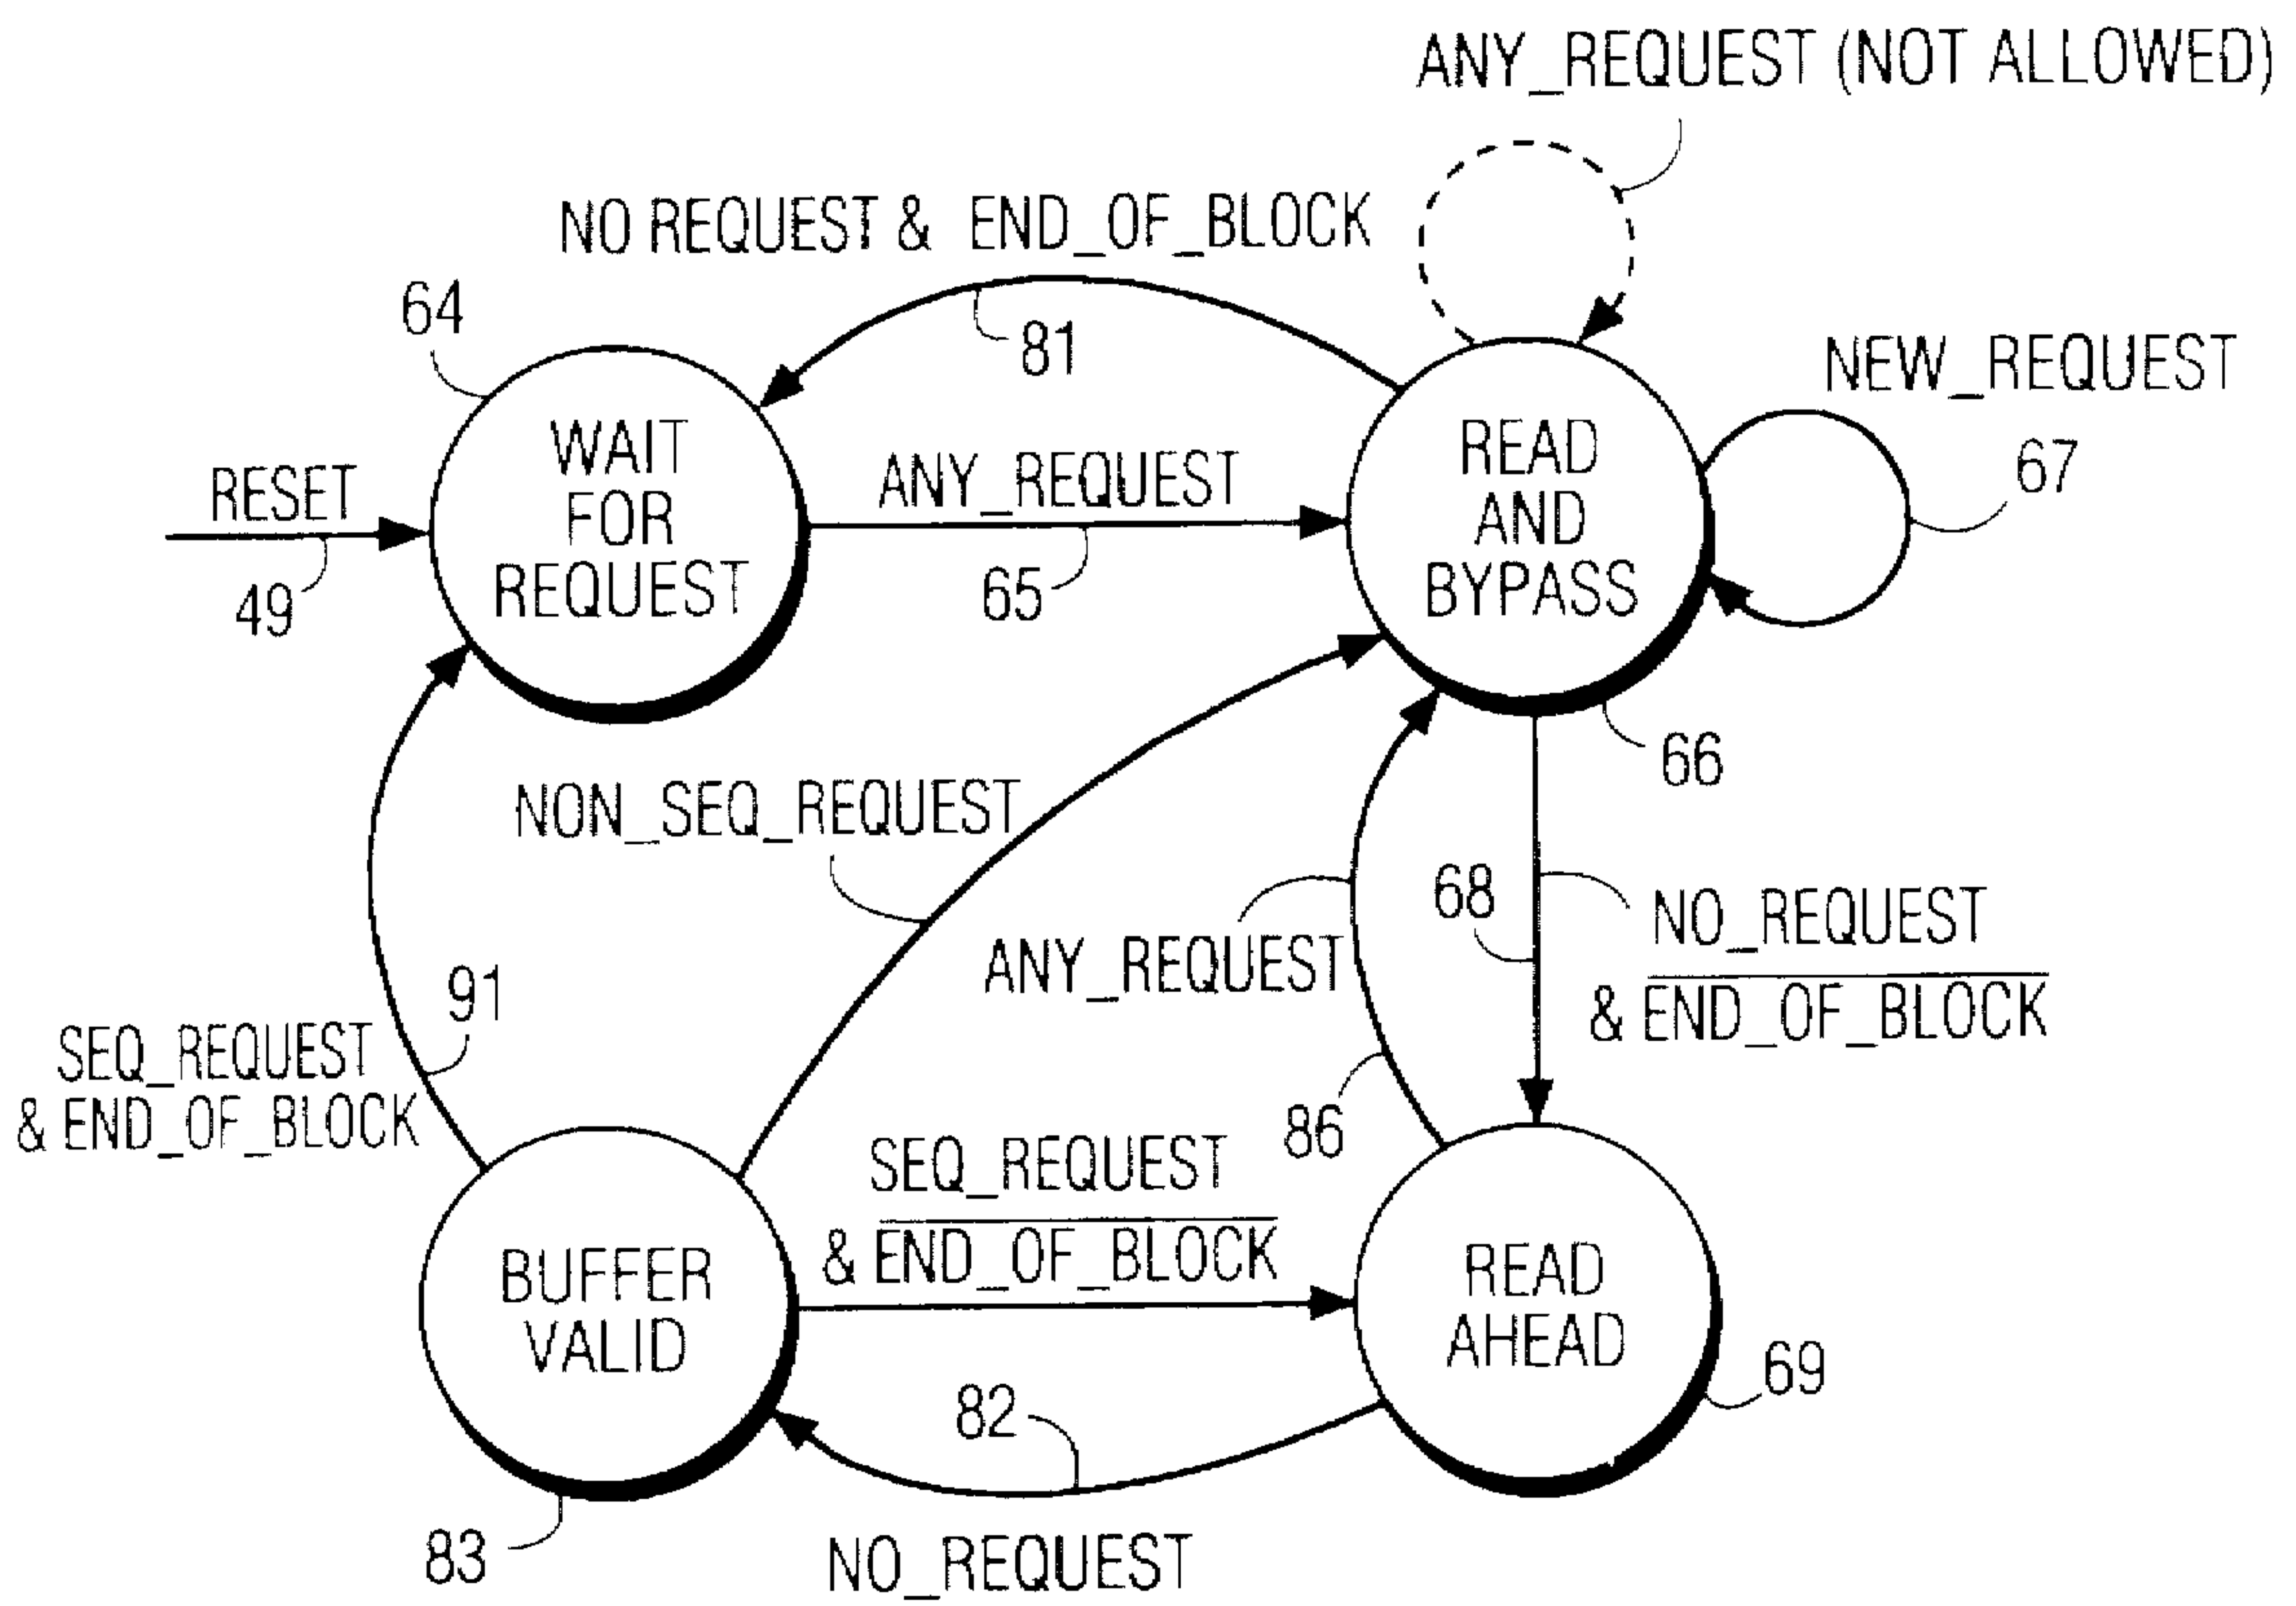 ANY_REQUEST (NOT ALLOWED)
NO REQUEST & END_OF_BLOCK
64
81
NEW_REQUEST
WAIT
FOR
REQUEST
READ
AND
BYPASS
RESET
49
ANY_REQUEST
65
67
66
NON_SEQ_REQUEST
68
NO_REQUEST
& END_OF_BLOCK
ANY_REQUEST
91
SEQ_REQUEST
& END_OF_BLOCK
86
SEQ_REQUEST
& END_OF_BLOCK
BUFFER
VALID
READ
AHEAD
69
82
83
NO_REQUEST